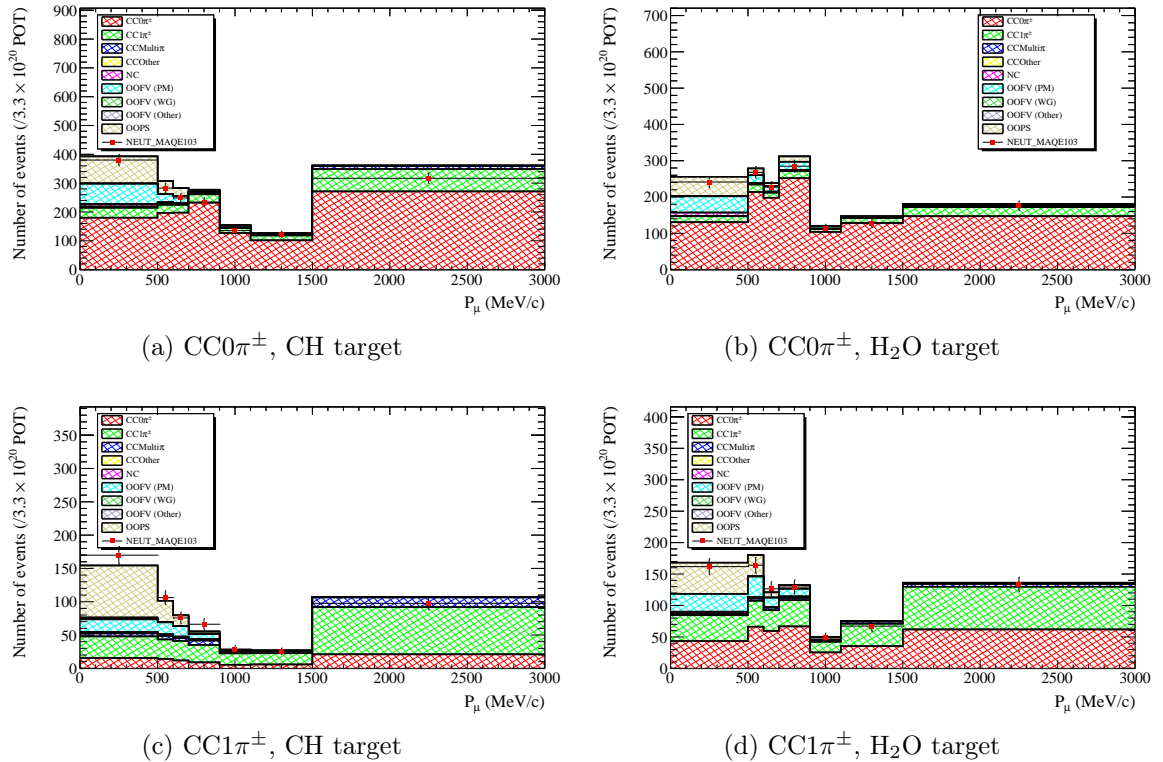 Number of events (/3.3 × 10²⁰ POT)
900
800
700
600
500
400
300
200
100
0
CC0π±
CC1π±
CCMultiπ
CCOther
NC
OOFV (PM)
OOFV (WG)
OOFV (Other)
OOPS
NEUT_MAQE103
0 500 1000 1500 2000 2500 3000
Pμ (MeV/c)
(a) CC0π±, CH target
Number of events (/3.3 × 10²⁰ POT)
700
600
500
400
300
200
100
0
CC0π±
CC1π±
CCMultiπ
CCOther
NC
OOFV (PM)
OOFV (WG)
OOFV (Other)
OOPS
NEUT_MAQE103
0 500 1000 1500 2000 2500 3000
Pμ (MeV/c)
(b) CC0π±, H₂O target
Number of events (/3.3 × 10²⁰ POT)
350
300
250
200
150
100
50
0
CC0π±
CC1π±
CCMultiπ
CCOther
NC
OOFV (PM)
OOFV (WG)
OOFV (Other)
OOPS
NEUT_MAQE103
0 500 1000 1500 2000 2500 3000
Pμ (MeV/c)
(c) CC1π±, CH target
Number of events (/3.3 × 10²⁰ POT)
400
350
300
250
200
150
100
50
0
CC0π±
CC1π±
CCMultiπ
CCOther
NC
OOFV (PM)
OOFV (WG)
OOFV (Other)
OOPS
NEUT_MAQE103
0 500 1000 1500 2000 2500 3000
Pμ (MeV/c)
(d) CC1π±, H₂O target